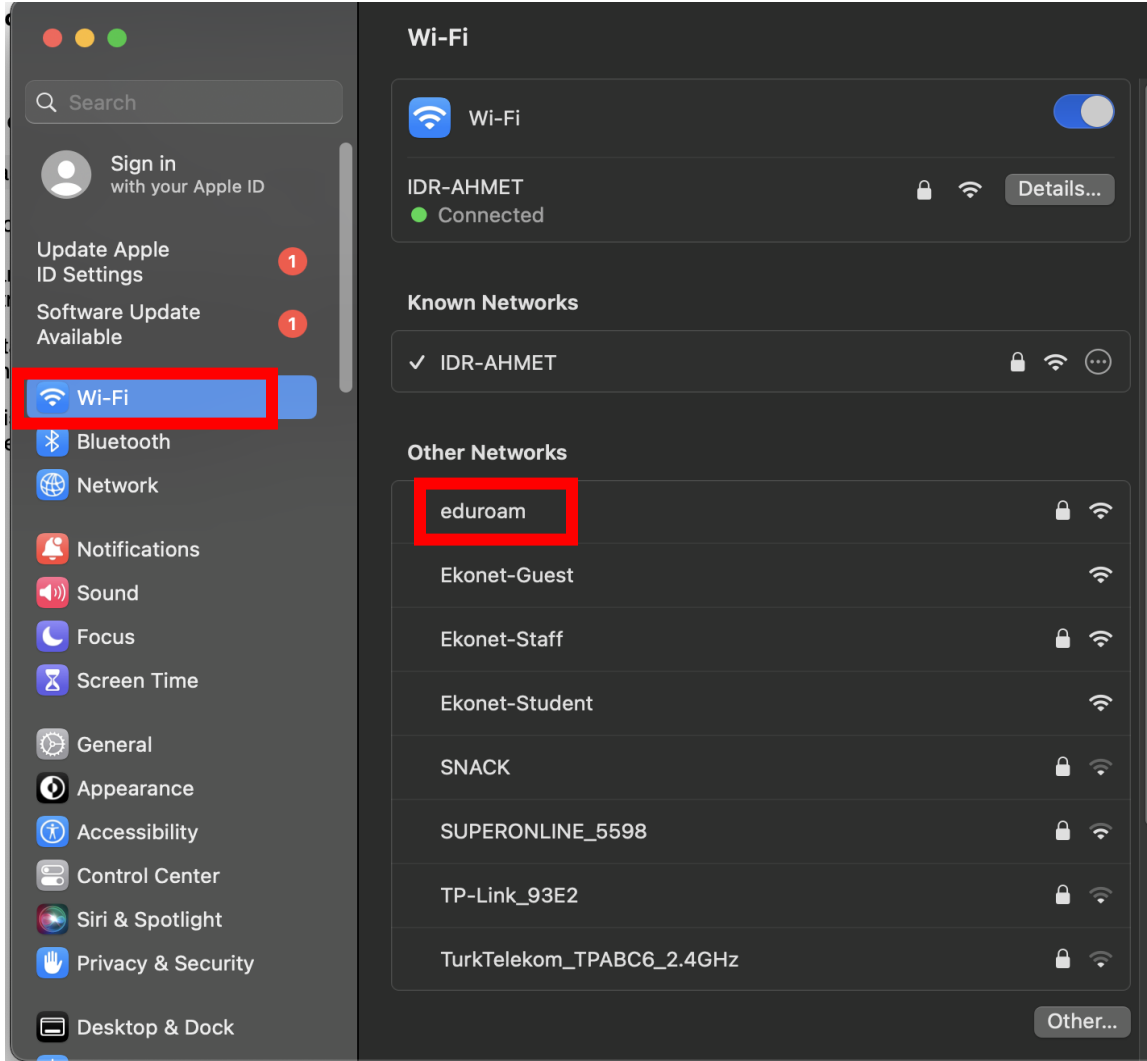 Search
Sign in
with your Apple ID
Update Apple
ID Settings
1
Software Update
Available
1
Wi-Fi
Bluetooth
Network
Notifications
Sound
Focus
Screen Time
General
Appearance
Accessibility
Control Center
Siri & Spotlight
Privacy & Security
Desktop & Dock
Wi-Fi
Wi-Fi
IDR-AHMET
Details...
Connected
Known Networks
IDR-AHMET
Other Networks
eduroam
Ekonet-Guest
Ekonet-Staff
Ekonet-Student
SNACK
SUPERONLINE_5598
TP-Link_93E2
TurkTelekom_TPABC6_2.4GHz
Other...